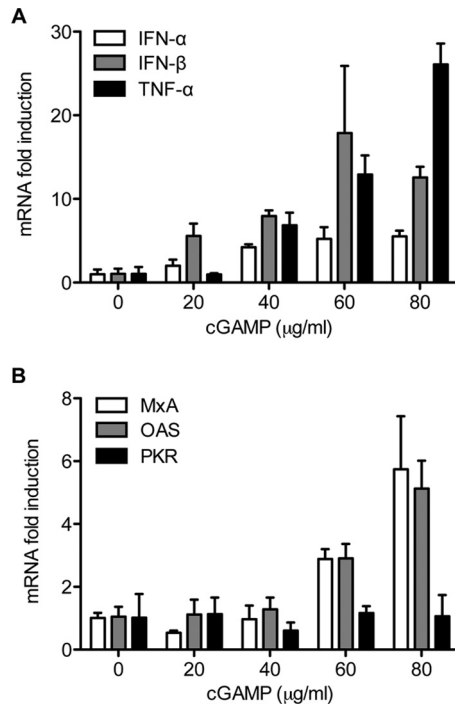 A
30
IFN-α
IFN-β
TNF-α
20
10
0
mRNA fold induction
0 20 40 60 80
cGAMP (μg/ml)
B
8
MxA
OAS
PKR
6
4
2
0
mRNA fold induction
0 20 40 60 80
cGAMP (μg/ml)